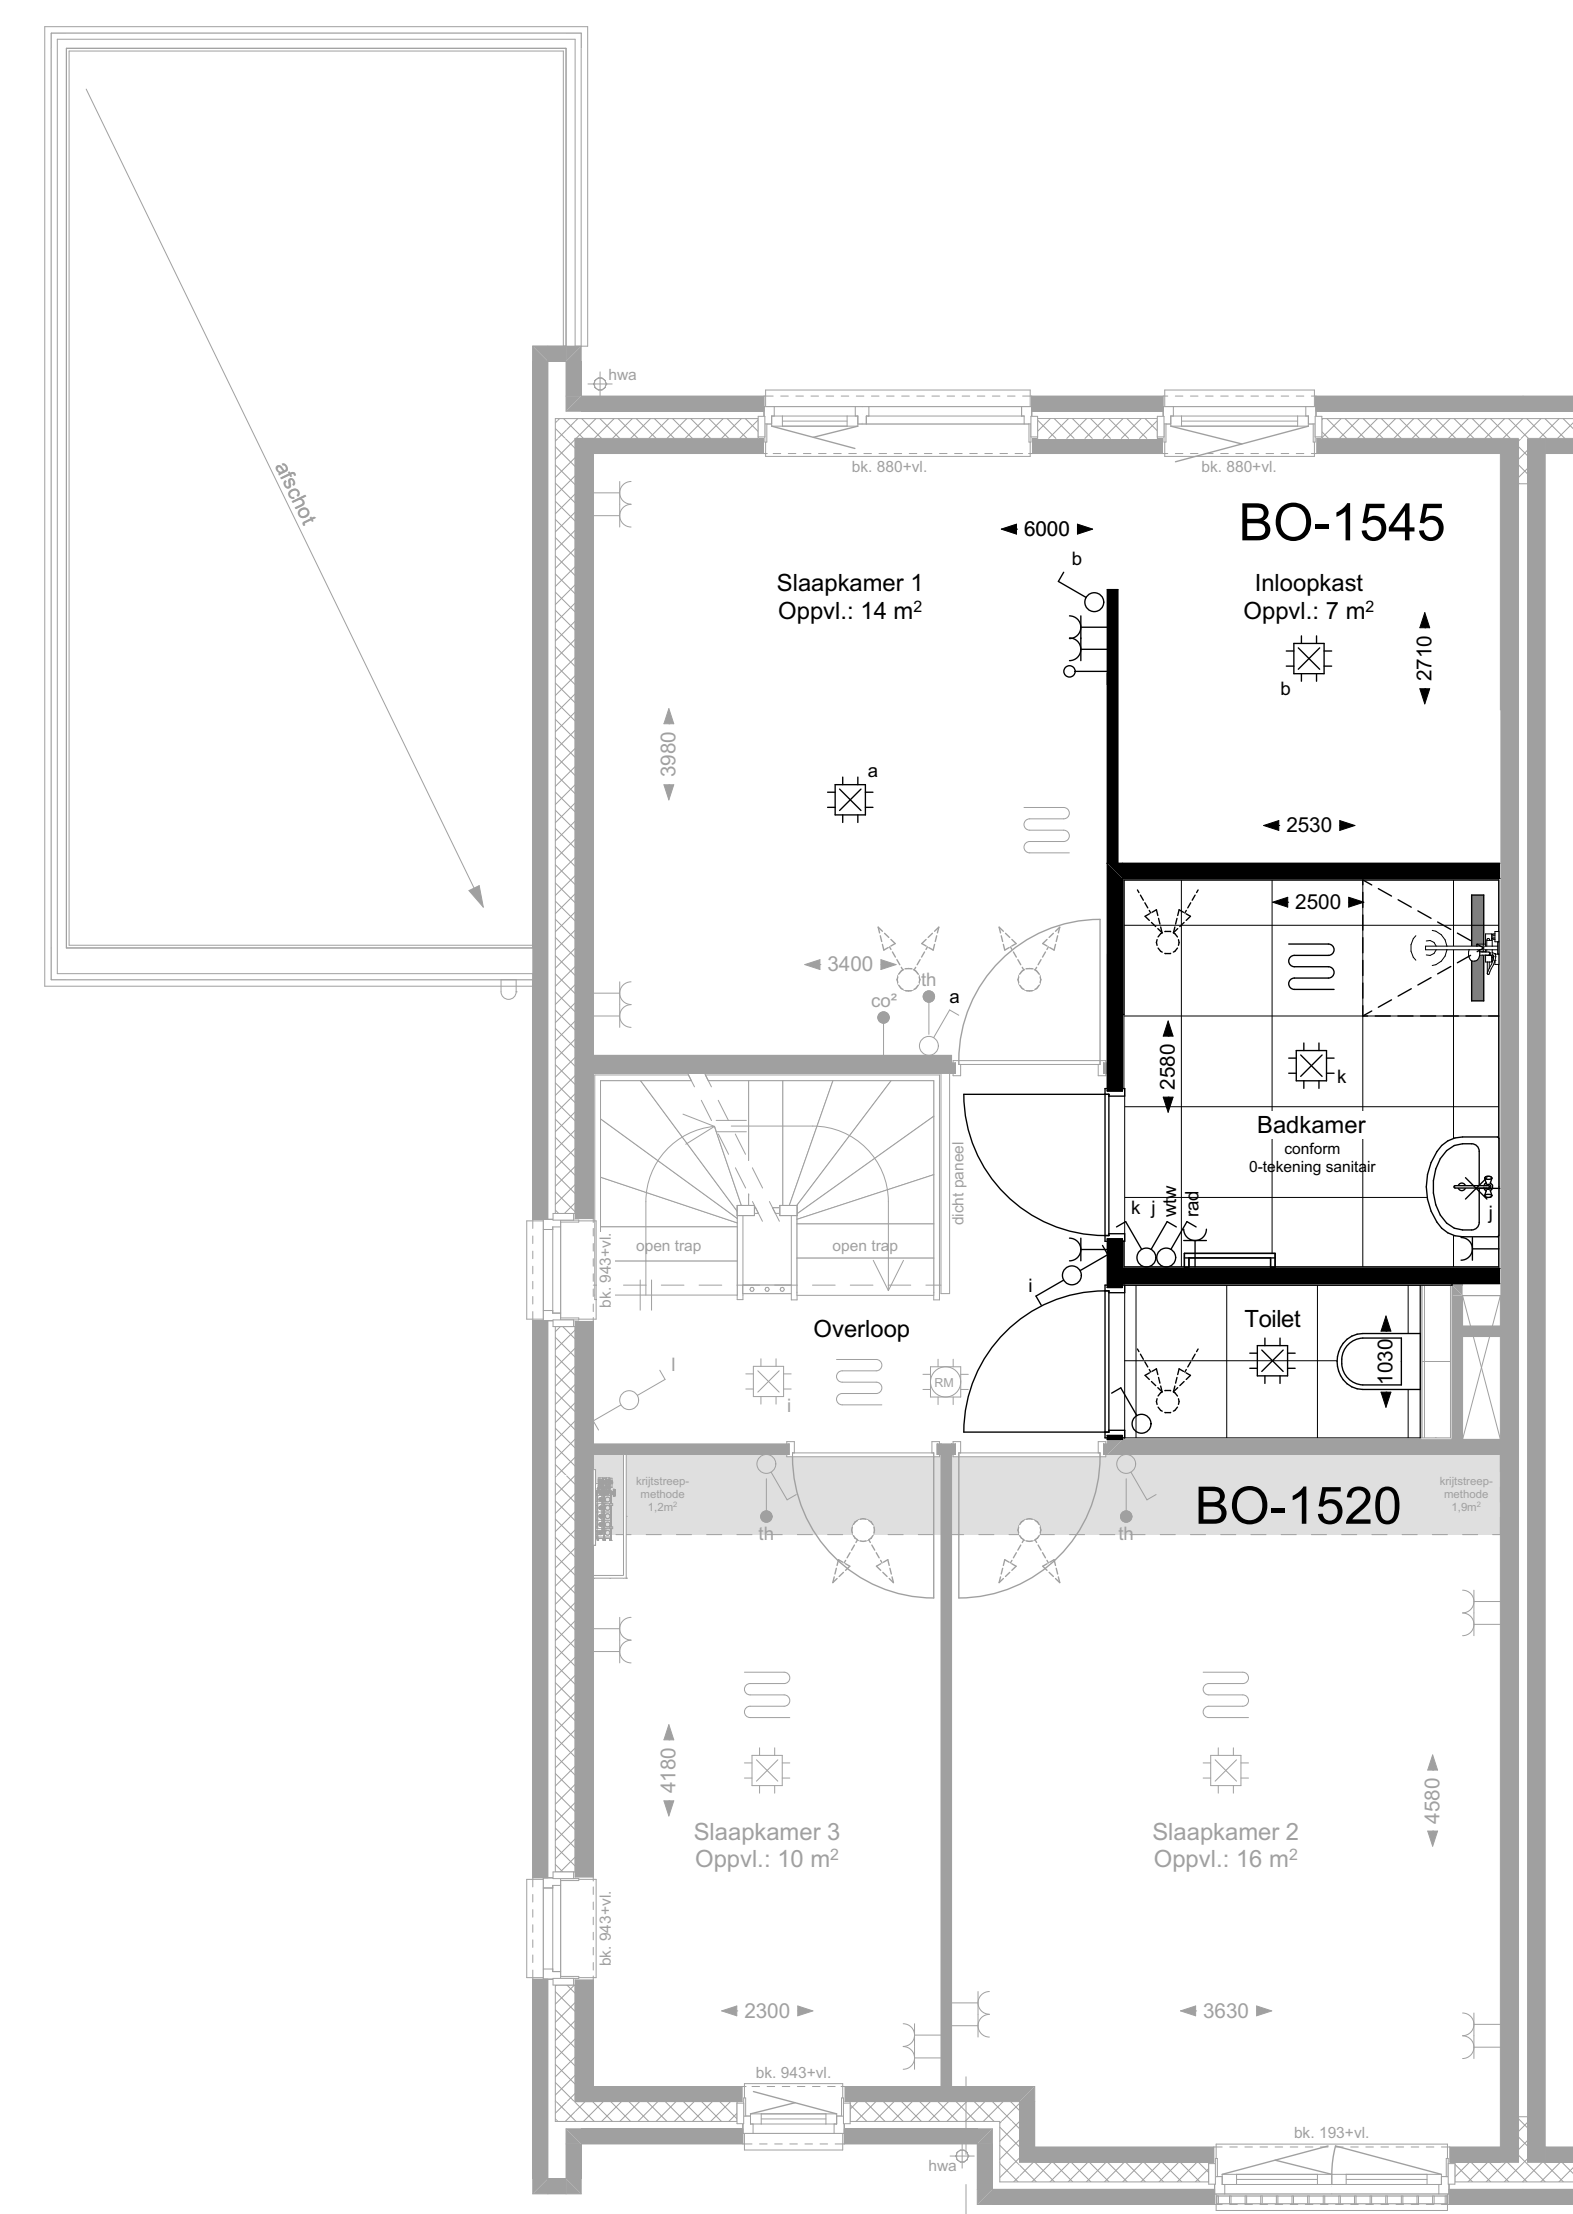 hwa
afschot
bk. 880+vl.
bk. 880+vl.
BO-1545
6000
b
Slaapkamer 1
Oppvl.: 14 m²
Inloopkast
Oppvl.: 7 m²
2710
b
3980
a
2530
2500
3400
th
co²
a
2580
k
Badkamer
conform
0-tekening sanitair
dicht paneel
k j wtw rad
j
open trap
open trap
bk. 943+vl.
i
Overloop
Toilet
1030
l
i
RM
krijtstreep-
methode
1,2m²
BO-1520
krijtstreep-
methode
1,9m²
th
th
4180
4580
Slaapkamer 3
Oppvl.: 10 m²
Slaapkamer 2
Oppvl.: 16 m²
bk. 943+vl.
2300
3630
bk. 943+vl.
bk. 193+vl.
hwa